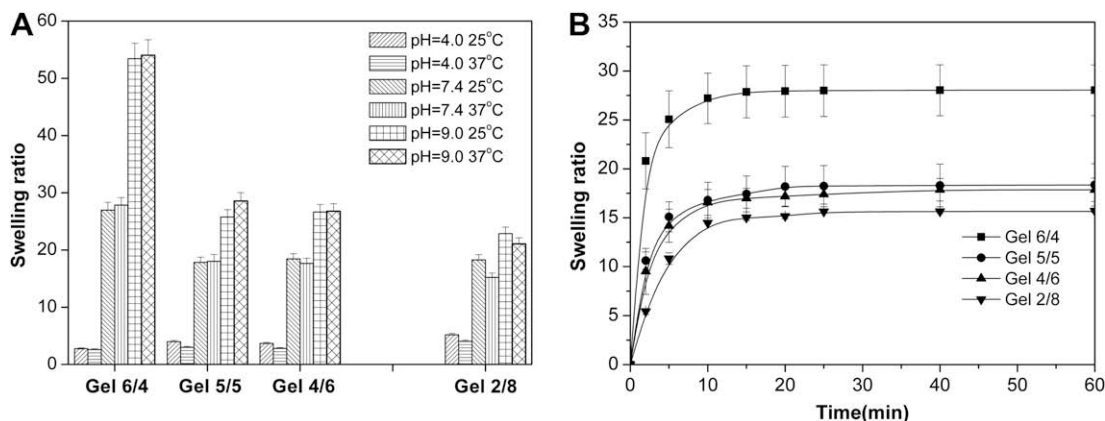 A
60
50
40
30
20
10
0
Swelling ratio
pH=4.0 25°C
pH=4.0 37°C
pH=7.4 25°C
pH=7.4 37°C
pH=9.0 25°C
pH=9.0 37°C
Gel 6/4 Gel 5/5 Gel 4/6 Gel 2/8
B
35
30
25
20
15
10
5
0
Swelling ratio
Gel 6/4
Gel 5/5
Gel 4/6
Gel 2/8
0 10 20 30 40 50 60
Time(min)